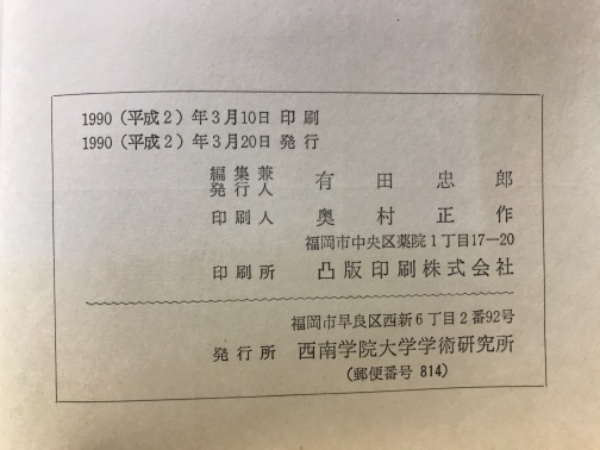 1990（平成2）年3月10日 印刷
1990（平成2）年3月20日 発行
編集兼
発行人 有田忠郎
印刷人 奥村正作
福岡市中央区薬院1丁目17―20
印刷所 凸版印刷株式会社
福岡市早良区西新6丁目2番92号
発行所 西南学院大学学術研究所
（郵便番号 814）